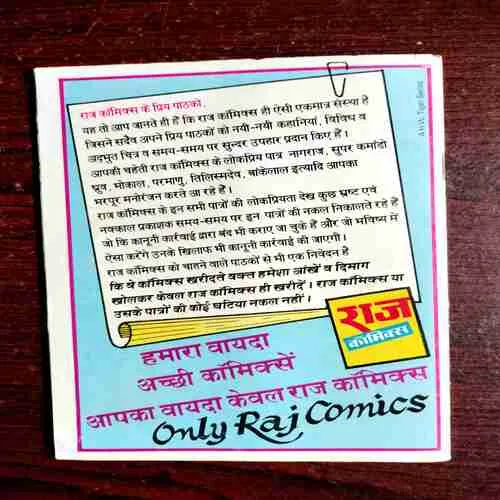 राज कॉमिक्स के प्रिय पाठकों,
यह तो आप जानते ही हैं कि राज कॉमिक्स ही ऐसी एकमात्र संस्था है
जिसने सदैव अपने प्रिय पाठकों को नयी-नयी कहानियां, विविध व
अद्भुत चित्र व समय-समय पर सुन्दर उपहार प्रदान किए हैं।
आपकी चहेती राज कॉमिक्स के लोकप्रिय पात्र नागराज, सुपर कमांडो
ध्रुव, भोकाल, परमाणु, तिलिस्मदेव, बांकेलाल इत्यादि आपका
भरपूर मनोरंजन करते आ रहे हैं।
राज कॉमिक्स के इन सभी पात्रों की लोकप्रियता देख कुछ भ्रष्ट एवं
नक्काल प्रकाशक समय-समय पर इन पात्रों की नकल निकालते रहे हैं
जो कि कानूनी कार्रवाई द्वारा बंद भी कराए जा चुके हैं और जो भविष्य में
ऐसा करेंगे उनके खिलाफ भी कानूनी कार्रवाई की जाएगी।
राज कॉमिक्स को चाहने वाले पाठकों से भी एक निवेदन है
कि वे कॉमिक्स खरीदते वक्त हमेशा आंखें व दिमाग
खोलकर केवल राज कॉमिक्स ही खरीदें। राज कॉमिक्स या
उसके पात्रों की कोई घटिया नकल नहीं।
राज
कॉमिक्स
हमारा वायदा
अच्छी कॉमिक्सें
आपका वायदा केवल राज कॉमिक्स
Only Raj Comics